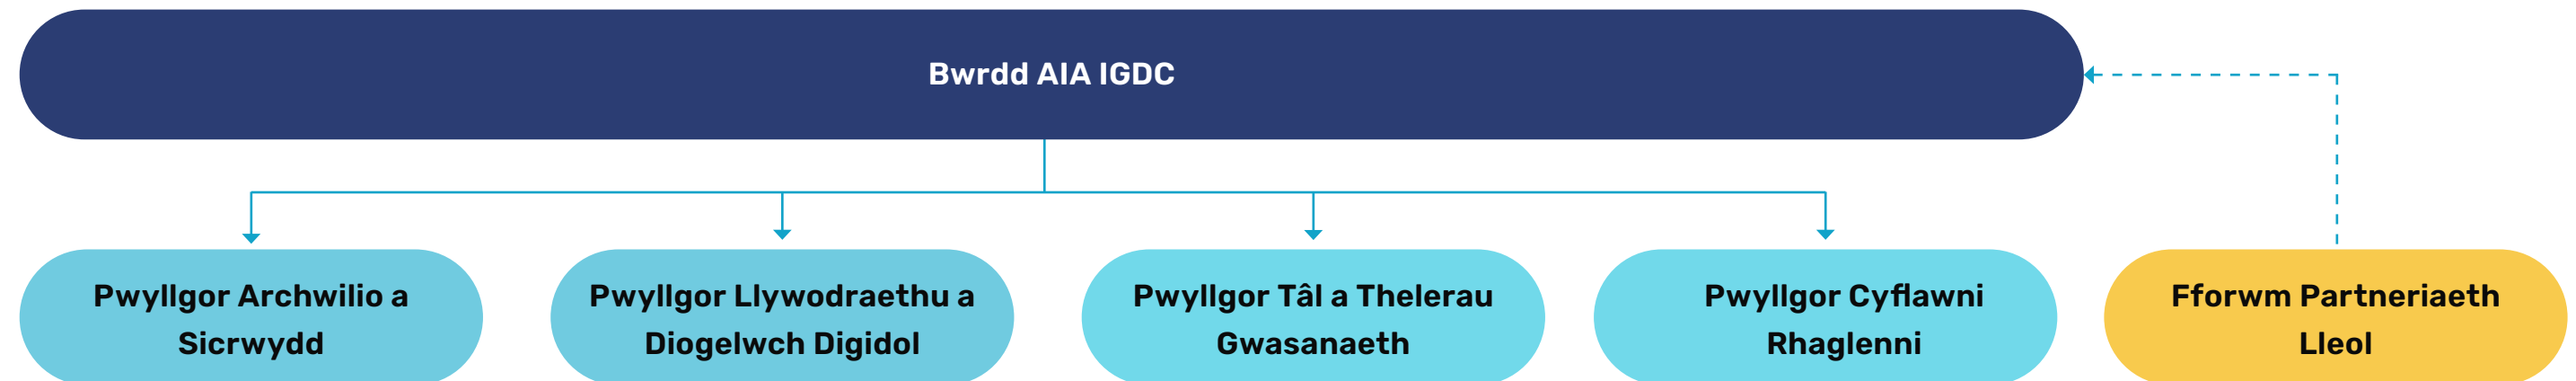 Bwrdd AIA IGDC
Pwyllgor Archwilio a
Sicrwydd
Pwyllgor Llywodraethu a
Diogelwch Digidol
Pwyllgor Tâl a Thelerau
Gwasanaeth
Pwyllgor Cyflawni
Rhaglenni
Fforwm Partneriaeth
Lleol